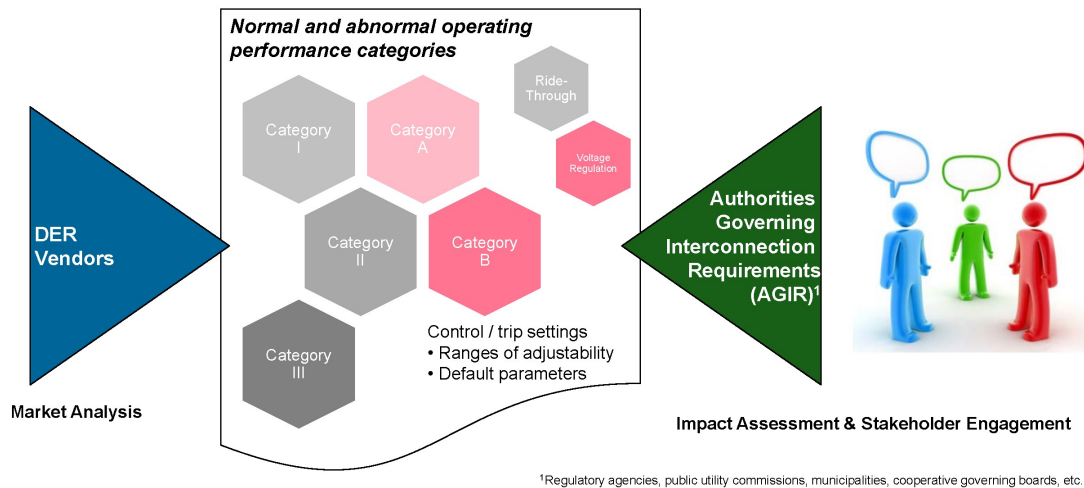 Normal and abnormal operating
performance categories
Ride-
Through
Category
I
Category
A
Voltage
Regulation
DER
Vendors
Category
II
Category
B
Authorities
Governing
Interconnection
Requirements
(AGIR)¹
Category
III
Control / trip settings
• Ranges of adjustability
• Default parameters
Market Analysis
Impact Assessment & Stakeholder Engagement
¹Regulatory agencies, public utility commissions, municipalities, cooperative governing boards, etc.